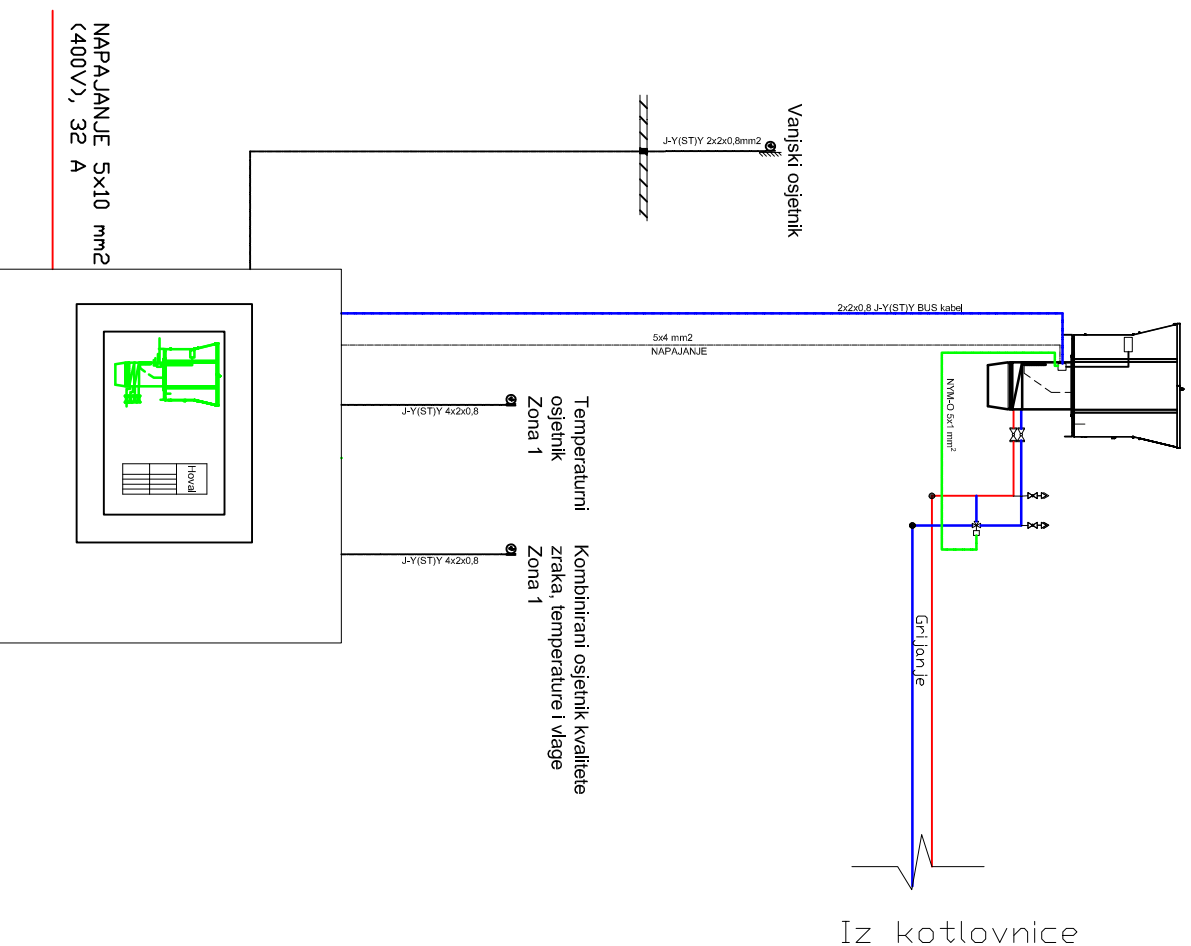 NAPAJANJE 5x10 mm2
(400V), 32 A
Vanjski osjetnik
J-Y(ST)Y 2x2x0,8mm2
2x2x0,8 J-Y(ST)Y BUS kabel
5x4 mm2
NAPAJANJE
NYM-O 5x1 mm²
J-Y(ST)Y 4x2x0,8
Temperaturni
osjetnik
Zona 1
J-Y(ST)Y 4x2x0,8
Kombinirani osjetnik kvalitete
zraka, temperature i vlage
Zona 1
Hoval
Grijanje
Iz kotlovnice